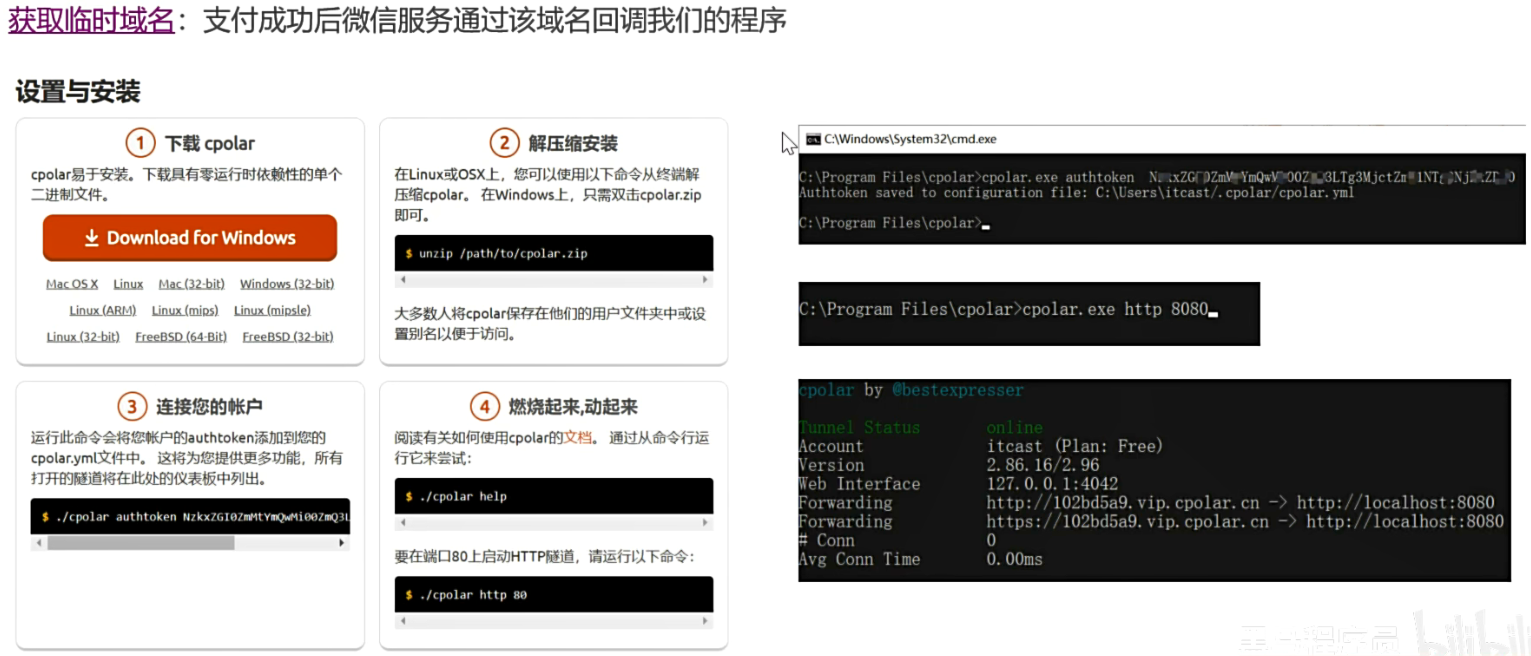 获取临时域名：支付成功后微信服务通过该域名回调我们的程序
设置与安装
1 下载 cpolar
cpolar易于安装。下载具有零运行时依赖性的单个
二进制文件。
Download for Windows
Mac OS X Linux Mac (32-bit) Windows (32-bit)
Linux (ARM) Linux (mips) Linux (mipsle)
Linux (32-bit) FreeBSD (64-Bit) FreeBSD (32-bit)
2 解压缩安装
在Linux或OSX上，您可以使用以下命令从终端解
压缩cpolar。 在Windows上，只需双击cpolar.zip
即可。
$ unzip /path/to/cpolar.zip
大多数人将cpolar保存在他们的用户文件夹中或设
置别名以便于访问。
3 连接您的帐户
运行此命令会将您帐户的authtoken添加到您的
cpolar.yml文件中。 这将为您提供更多功能，所有
打开的隧道将在此处的仪表板中列出。
$ ./cpolar authtoken NzkxZGI0ZmMtYmQwMi00ZmQ3L
4 燃烧起来,动起来
阅读有关如何使用cpolar的文档。 通过从命令行运
行它来尝试：
$ ./cpolar help
要在端口80上启动HTTP隧道，请运行以下命令：
$ ./cpolar http 80
C:\Windows\System32\cmd.exe
C:\Program Files\cpolar>cpolar.exe authtoken
Authtoken saved to configuration file: C:\Users\itcast/.cpolar/cpolar.yml
C:\Program Files\cpolar>
C:\Program Files\cpolar>cpolar.exe http 8080
cpolar by @bestexpresser
Tunnel Status online
Account itcast (Plan: Free)
Version 2.86.16/2.96
Web Interface 127.0.0.1:4042
Forwarding http://102bd5a9.vip.cpolar.cn -> http://localhost:8080
Forwarding https://102bd5a9.vip.cpolar.cn -> http://localhost:8080
# Conn 0
Avg Conn Time 0.00ms
bilibili